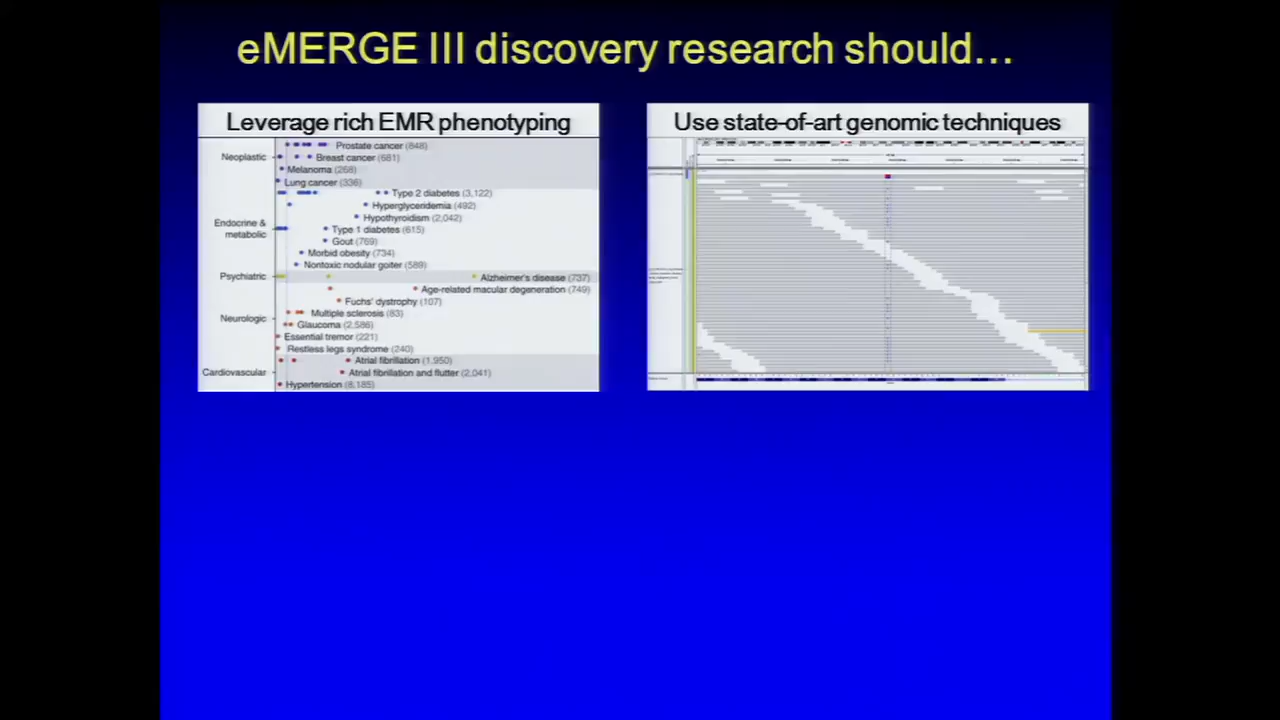 eMERGE III discovery research should…
Leverage rich EMR phenotyping
Neoplastic
Prostate cancer (848)
Breast cancer (681)
Melanoma (268)
Lung cancer (336)
Endocrine &
metabolic
Type 2 diabetes (3,122)
Hyperglyceridemia (492)
Hypothyroidism (2,042)
Type 1 diabetes (615)
Gout (769)
Morbid obesity (734)
Nontoxic nodular goiter (589)
Psychiatric
Alzheimer's disease (737)
Neurologic
Age-related macular degeneration (749)
Fuchs' dystrophy (107)
Multiple sclerosis (83)
Glaucoma (2,586)
Essential tremor (221)
Restless legs syndrome (240)
Cardiovascular
Atrial fibrillation (1,950)
Atrial fibrillation and flutter (2,041)
Hypertension (8,185)
Use state-of-art genomic techniques